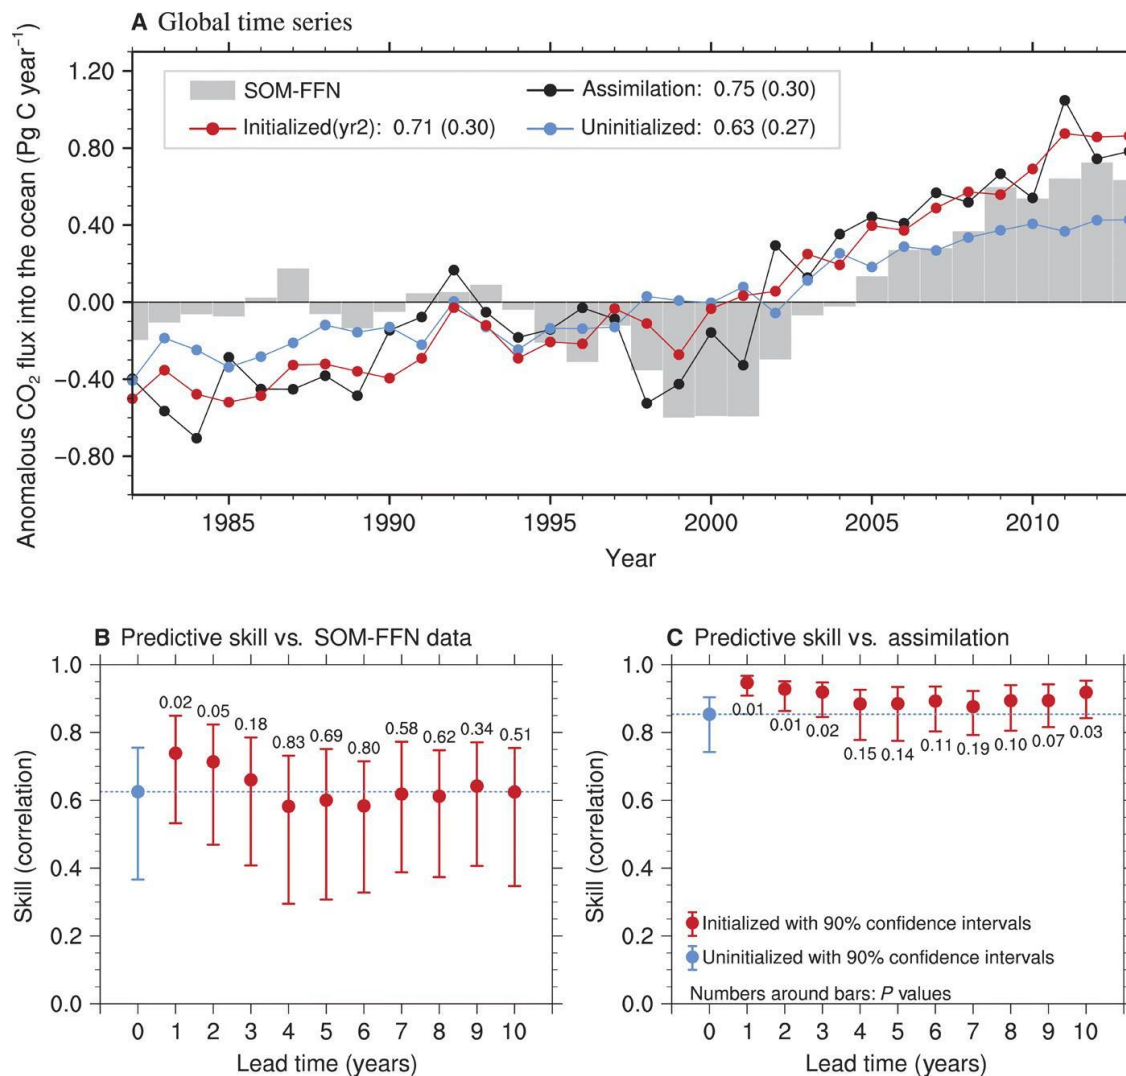 A Global time series
Anomalous CO₂ flux into the ocean (Pg C year⁻¹)
1.20
0.80
0.40
0.00
−0.40
−0.80
SOM-FFN
Assimilation: 0.75 (0.30)
Initialized(yr2): 0.71 (0.30)
Uninitialized: 0.63 (0.27)
1985 1990 1995 2000 2005 2010
Year
B Predictive skill vs. SOM-FFN data
Skill (correlation)
1.0
0.8
0.6
0.4
0.2
0.0
0.02 0.05 0.18 0.83 0.69 0.80 0.58 0.62 0.34 0.51
0 1 2 3 4 5 6 7 8 9 10
Lead time (years)
C Predictive skill vs. assimilation
Skill (correlation)
1.0
0.8
0.6
0.4
0.2
0.0
0.01 0.01 0.02 0.15 0.14 0.11 0.19 0.10 0.07 0.03
Initialized with 90% confidence intervals
Uninitialized with 90% confidence intervals
Numbers around bars: P values
0 1 2 3 4 5 6 7 8 9 10
Lead time (years)